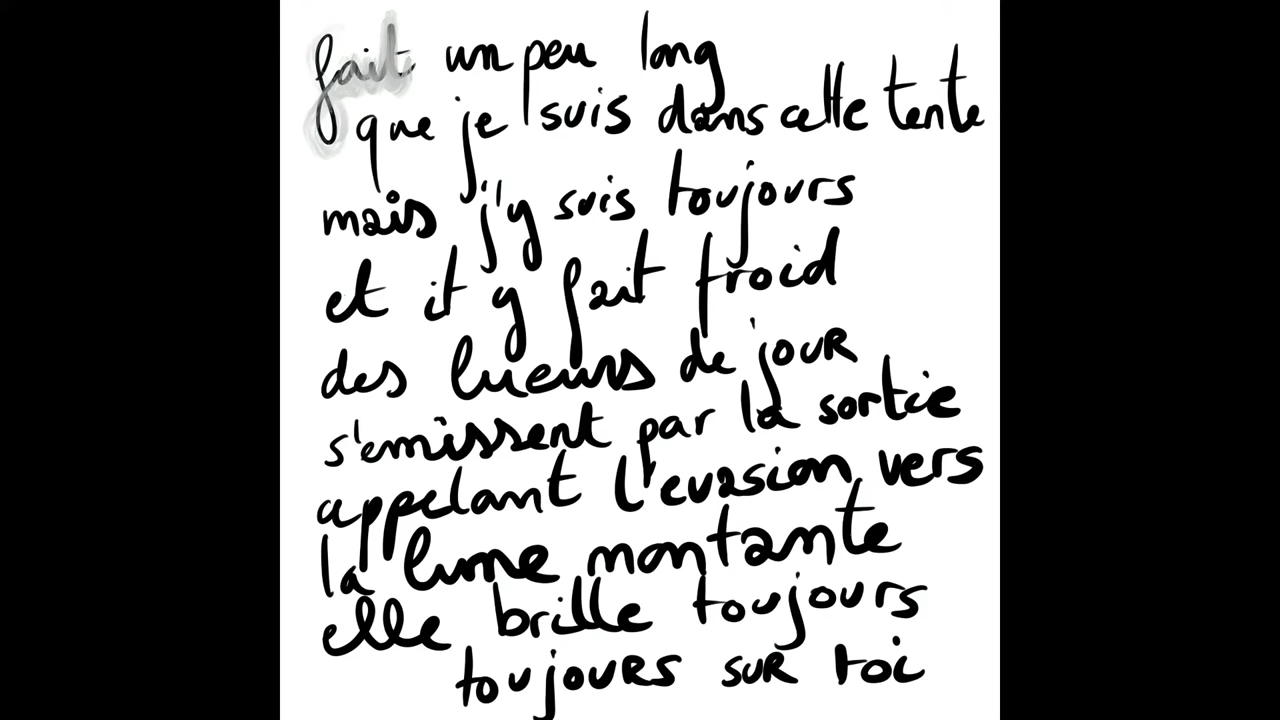 fait un peu long
que je suis dans cette tente
mais j'y suis toujours
et it y fait froid
des lueurs de jour
s'emissent par la sortie
appelant l'evasion vers
la lune montante
elle brille toujours
toujours sur toi